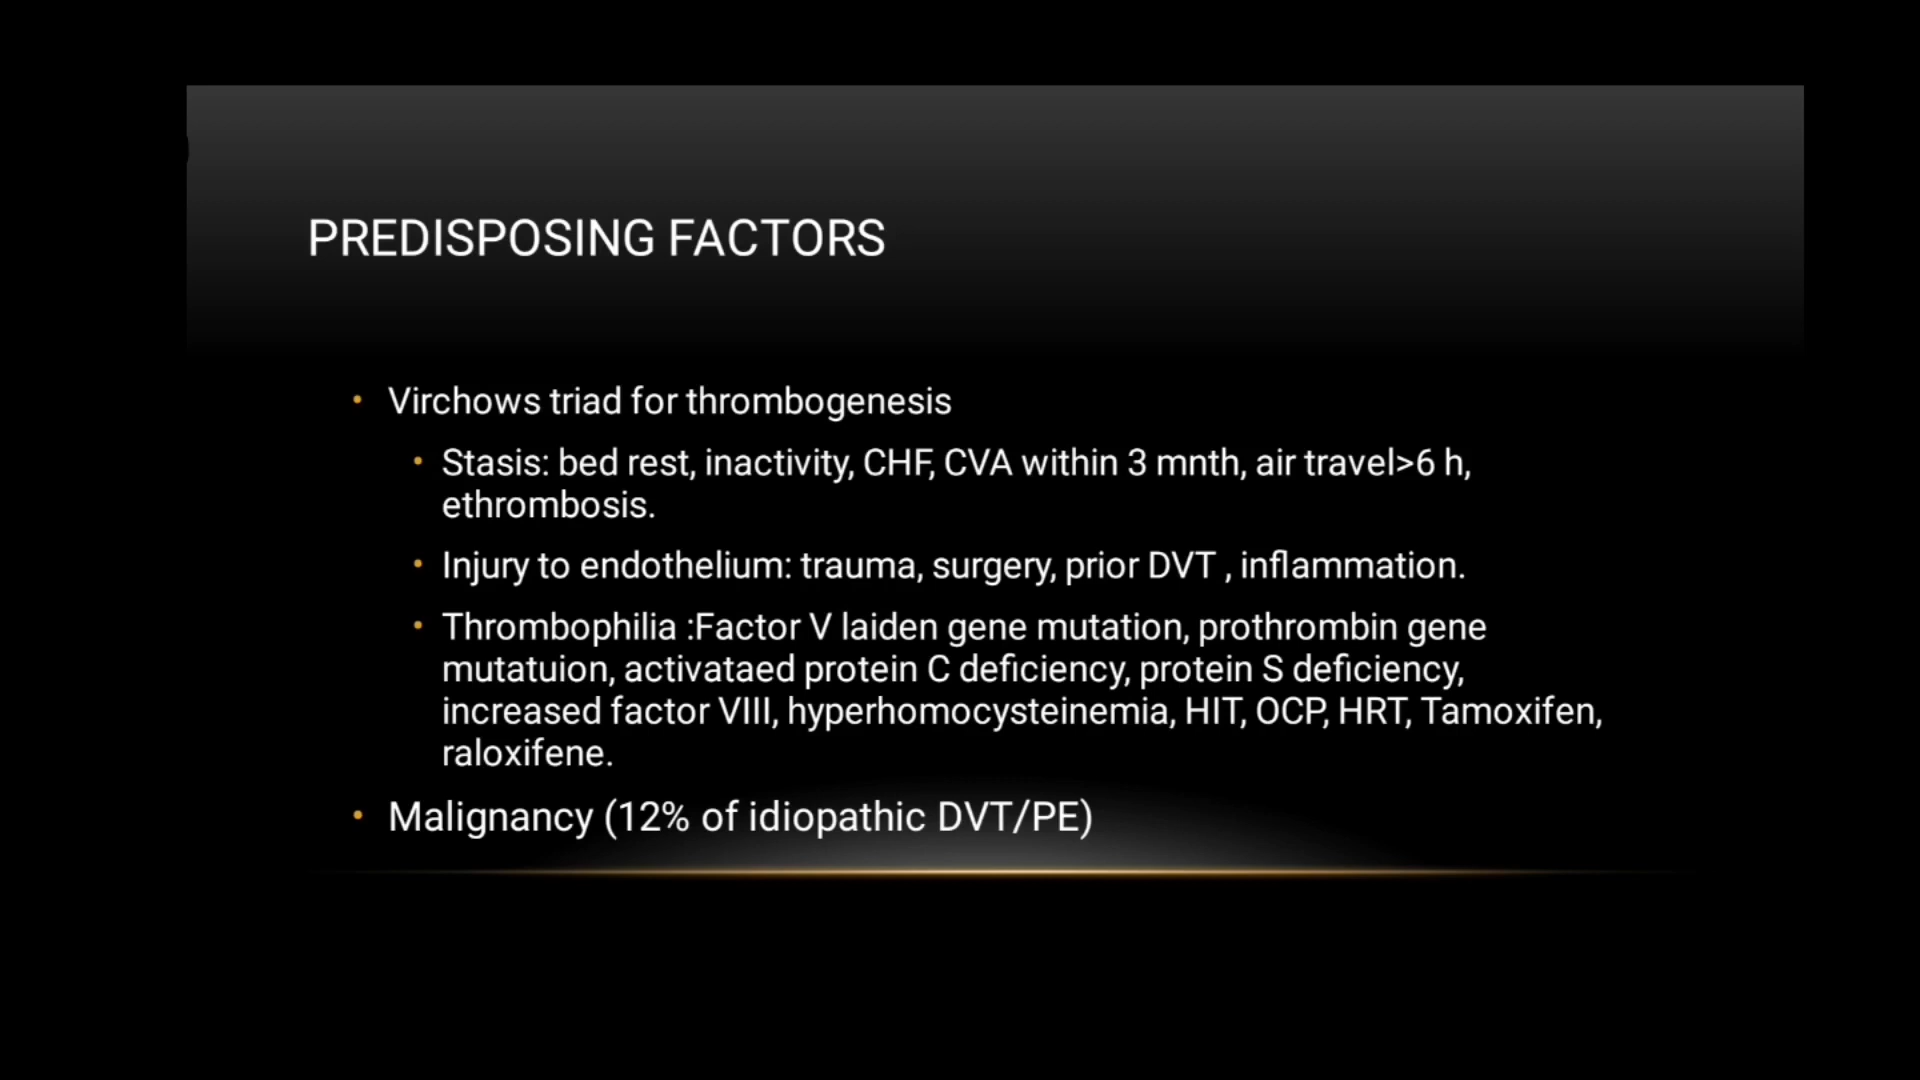 PREDISPOSING FACTORS
• Virchows triad for thrombogenesis
• Stasis: bed rest, inactivity, CHF, CVA within 3 mnth, air travel>6 h,
ethrombosis.
• Injury to endothelium: trauma, surgery, prior DVT , inflammation.
• Thrombophilia :Factor V laiden gene mutation, prothrombin gene
mutatuion, activataed protein C deficiency, protein S deficiency,
increased factor VIII, hyperhomocysteinemia, HIT, OCP, HRT, Tamoxifen,
raloxifene.
• Malignancy (12% of idiopathic DVT/PE)